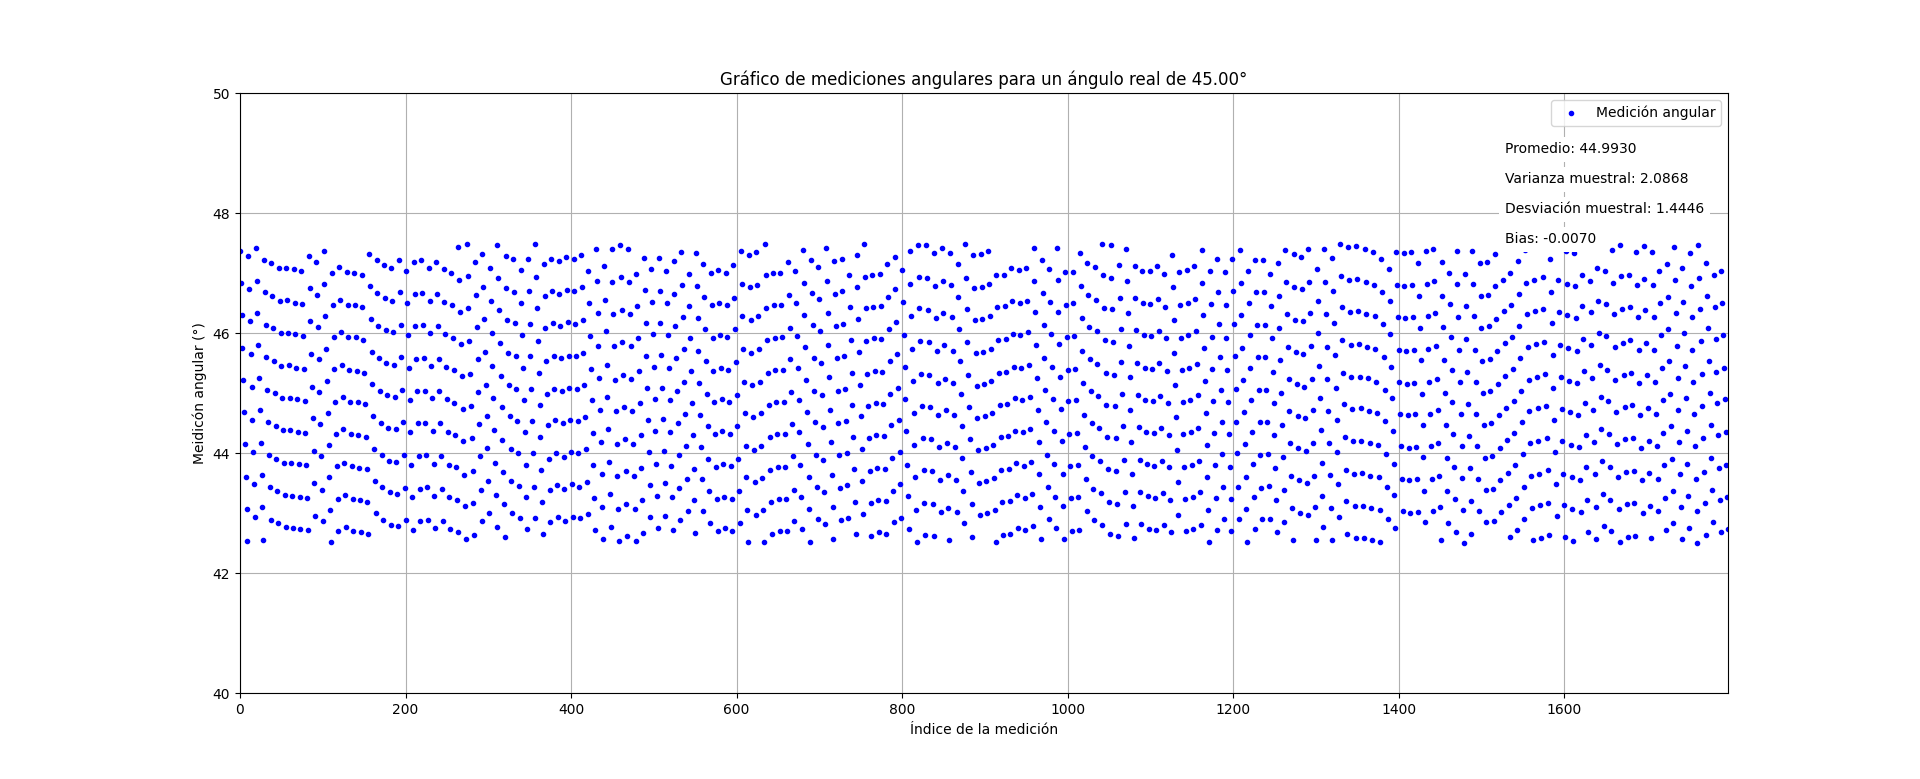 Gráfico de mediciones angulares para un ángulo real de 45.00°
Medición angular
Promedio: 44.9930
Varianza muestral: 2.0868
Desviación muestral: 1.4446
Bias: -0.0070
Meidicón angular (°)
50
48
46
44
42
40
0 200 400 600 800 1000 1200 1400 1600
Índice de la medición